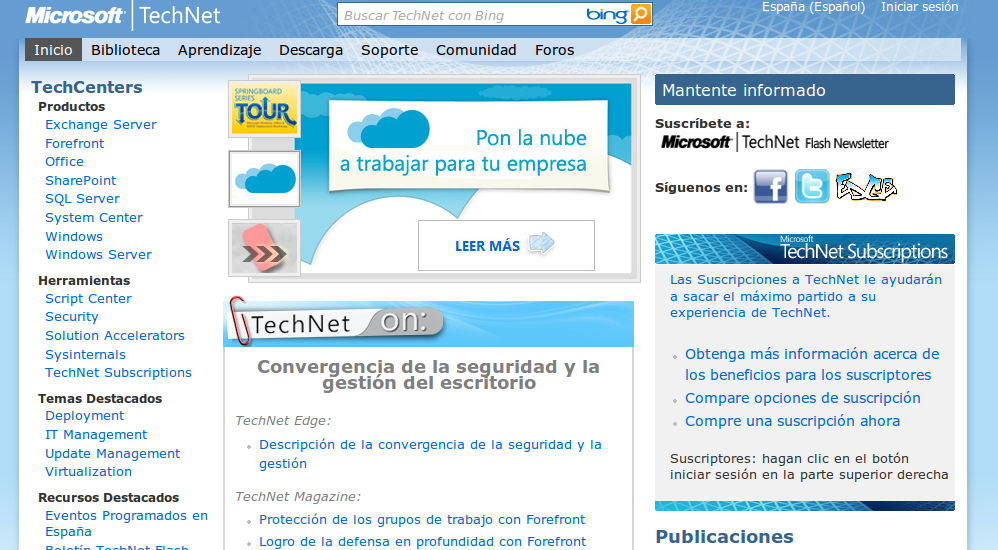 Microsoft TechNet
Buscar TechNet con Bing
bing
España (Español) Iniciar sesión
Inicio Biblioteca Aprendizaje Descarga Soporte Comunidad Foros
TechCenters
Productos
Exchange Server
Forefront
Office
SharePoint
SQL Server
System Center
Windows
Windows Server
Herramientas
Script Center
Security
Solution Accelerators
Sysinternals
TechNet Subscriptions
Temas Destacados
Deployment
IT Management
Update Management
Virtualization
Recursos Destacados
Eventos Programados en
España
Boletín TechNet Flash
SPRINGBOARD
SERIES
TOUR
Pon la nube
a trabajar para tu empresa
LEER MÁS
TechNet on:
Convergencia de la seguridad y la
gestión del escritorio
TechNet Edge:
Descripción de la convergencia de la seguridad y la
gestión
TechNet Magazine:
Protección de los grupos de trabajo con Forefront
Logro de la defensa en profundidad con Forefront
Mantente informado
Suscríbete a:
Microsoft TechNet Flash Newsletter
Síguenos en:
EDGE
Microsoft
TechNet Subscriptions
Las Suscripciones a TechNet le ayudarán
a sacar el máximo partido a su
experiencia de TechNet.
Obtenga más información acerca de
los beneficios para los suscriptores
Compare opciones de suscripción
Compre una suscripción ahora
Suscriptores: hagan clic en el botón
iniciar sesión en la parte superior derecha
Publicaciones